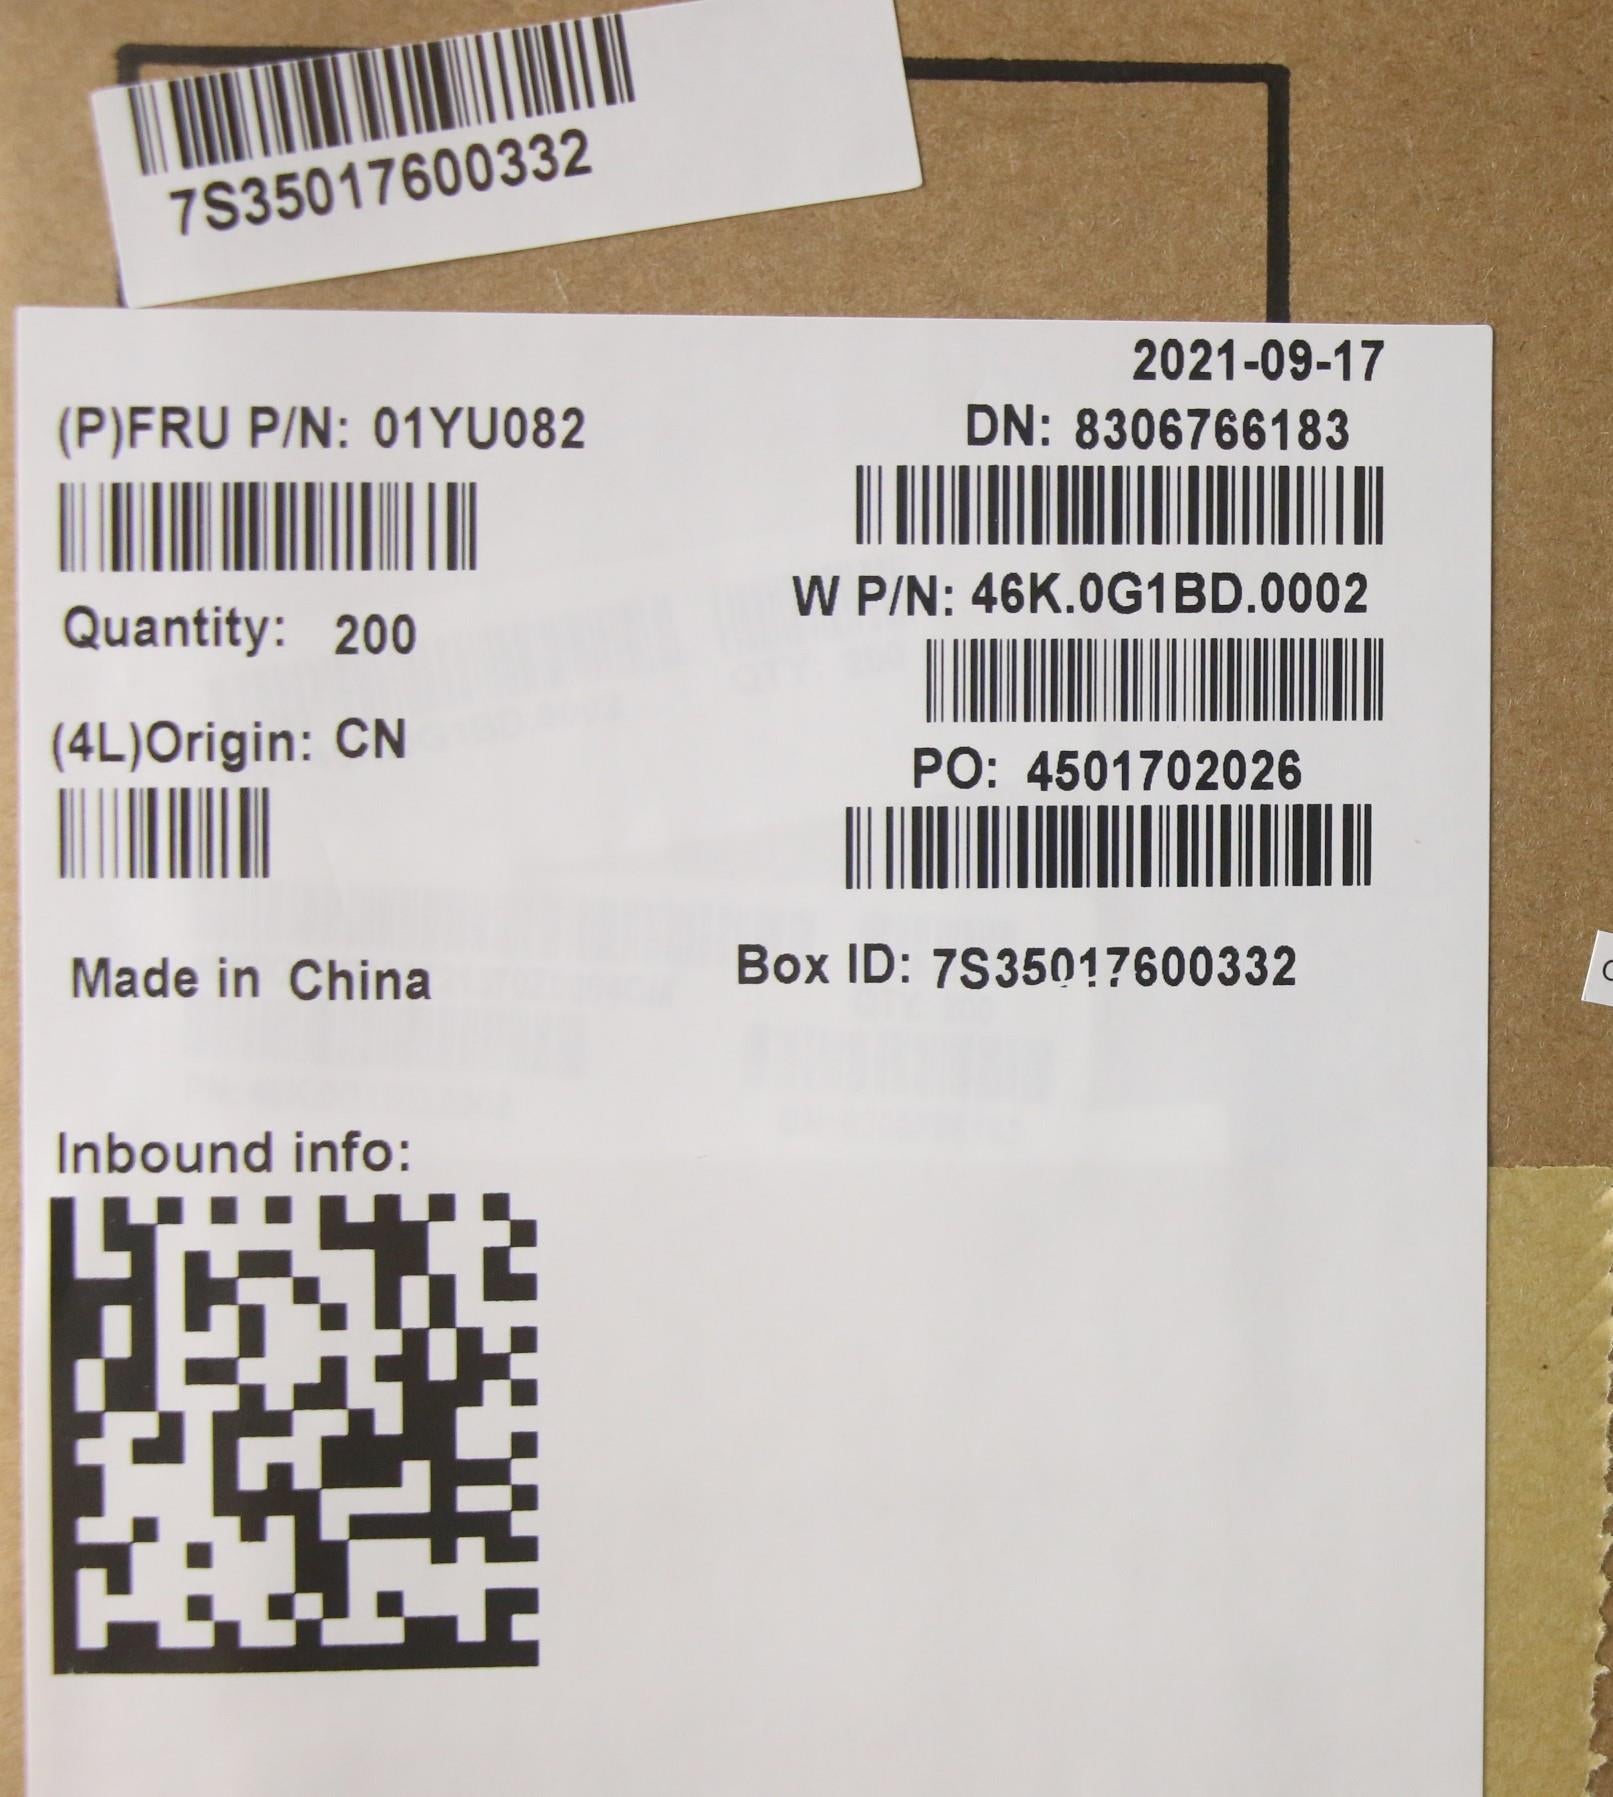 7S35017600332
2021-09-17
(P)FRU P/N: 01YU082
DN: 8306766183
W P/N: 46K.0G1BD.0002
Quantity: 200
(4L)Origin: CN
PO: 4501702026
Made in China
Box ID: 7S35017600332
Inbound info: